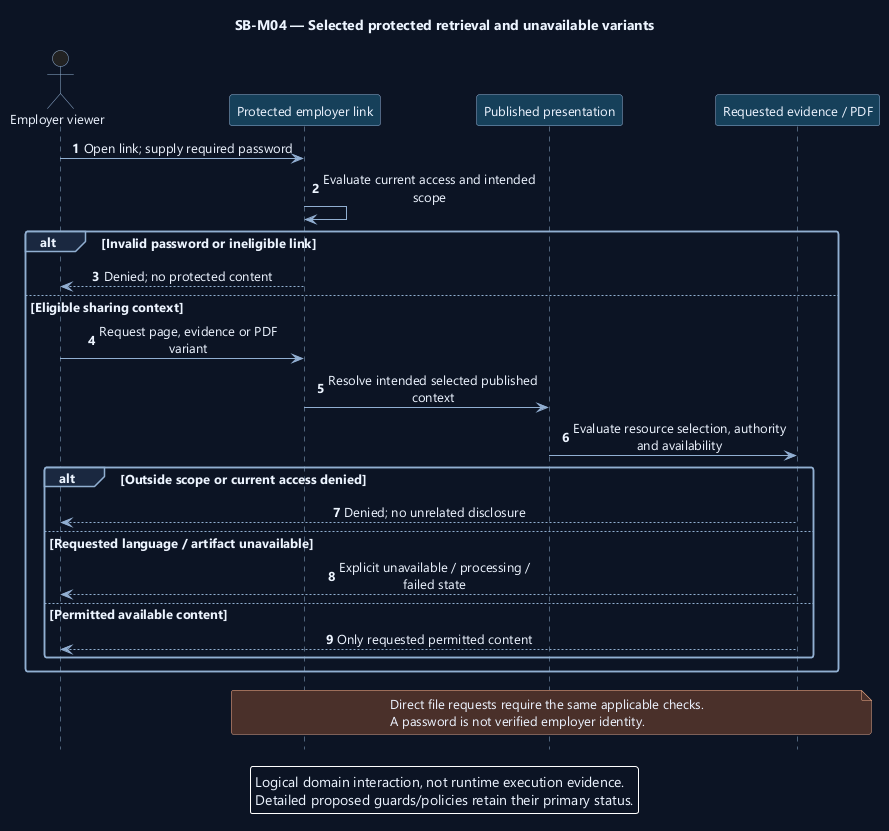 SB-M04 — Selected protected retrieval and unavailable variants
Employer viewer
Protected employer link
Published presentation
Requested evidence / PDF
1 Open link; supply required password
2 Evaluate current access and intended
scope
alt [Invalid password or ineligible link]
3 Denied; no protected content
[Eligible sharing context]
4 Request page, evidence or PDF
variant
5 Resolve intended selected published
context
6 Evaluate resource selection, authority
and availability
alt [Outside scope or current access denied]
7 Denied; no unrelated disclosure
[Requested language / artifact unavailable]
8 Explicit unavailable / processing /
failed state
[Permitted available content]
9 Only requested permitted content
Direct file requests require the same applicable checks.
A password is not verified employer identity.
Logical domain interaction, not runtime execution evidence.
Detailed proposed guards/policies retain their primary status.